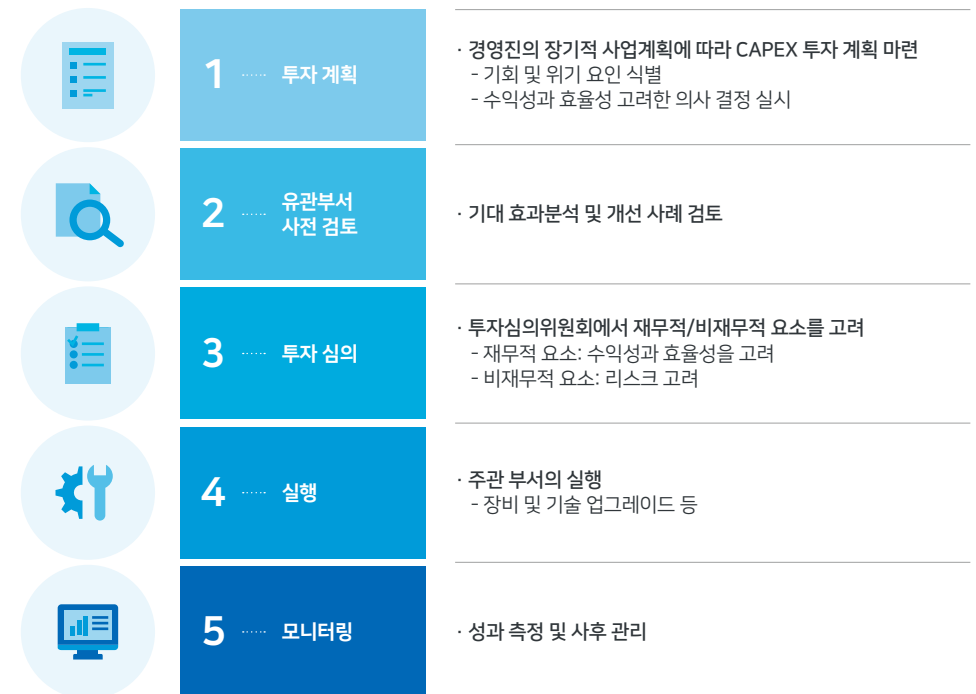 1 투자 계획
· 경영진의 장기적 사업계획에 따라 CAPEX 투자 계획 마련
- 기회 및 위기 요인 식별
- 수익성과 효율성 고려한 의사 결정 실시
2 유관부서
사전 검토
· 기대 효과분석 및 개선 사례 검토
3 투자 심의
· 투자심의위원회에서 재무적/비재무적 요소를 고려
- 재무적 요소: 수익성과 효율성을 고려
- 비재무적 요소: 리스크 고려
4 실행
· 주관 부서의 실행
- 장비 및 기술 업그레이드 등
5 모니터링
· 성과 측정 및 사후 관리